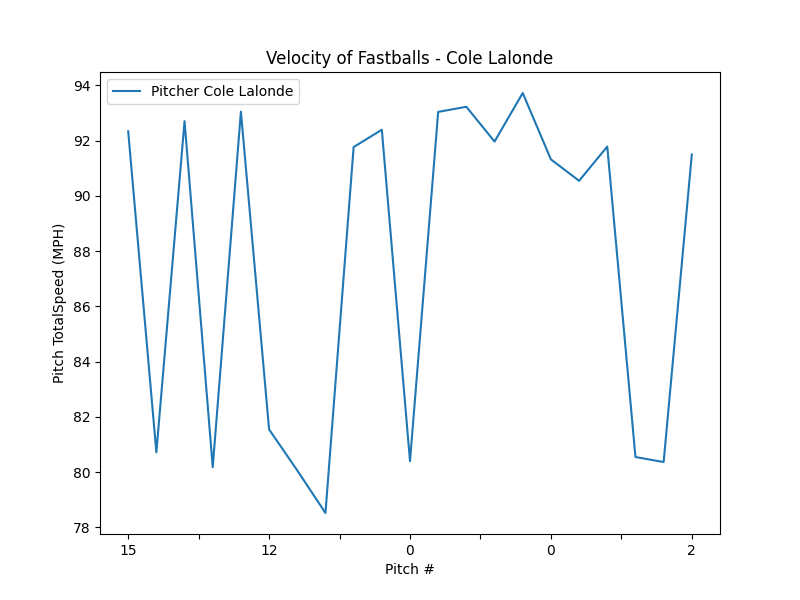 Velocity of Fastballs - Cole Lalonde
Pitcher Cole Lalonde
94
92
90
88
86
84
82
80
78
Pitch TotalSpeed (MPH)
15 12 0 0 2
Pitch #